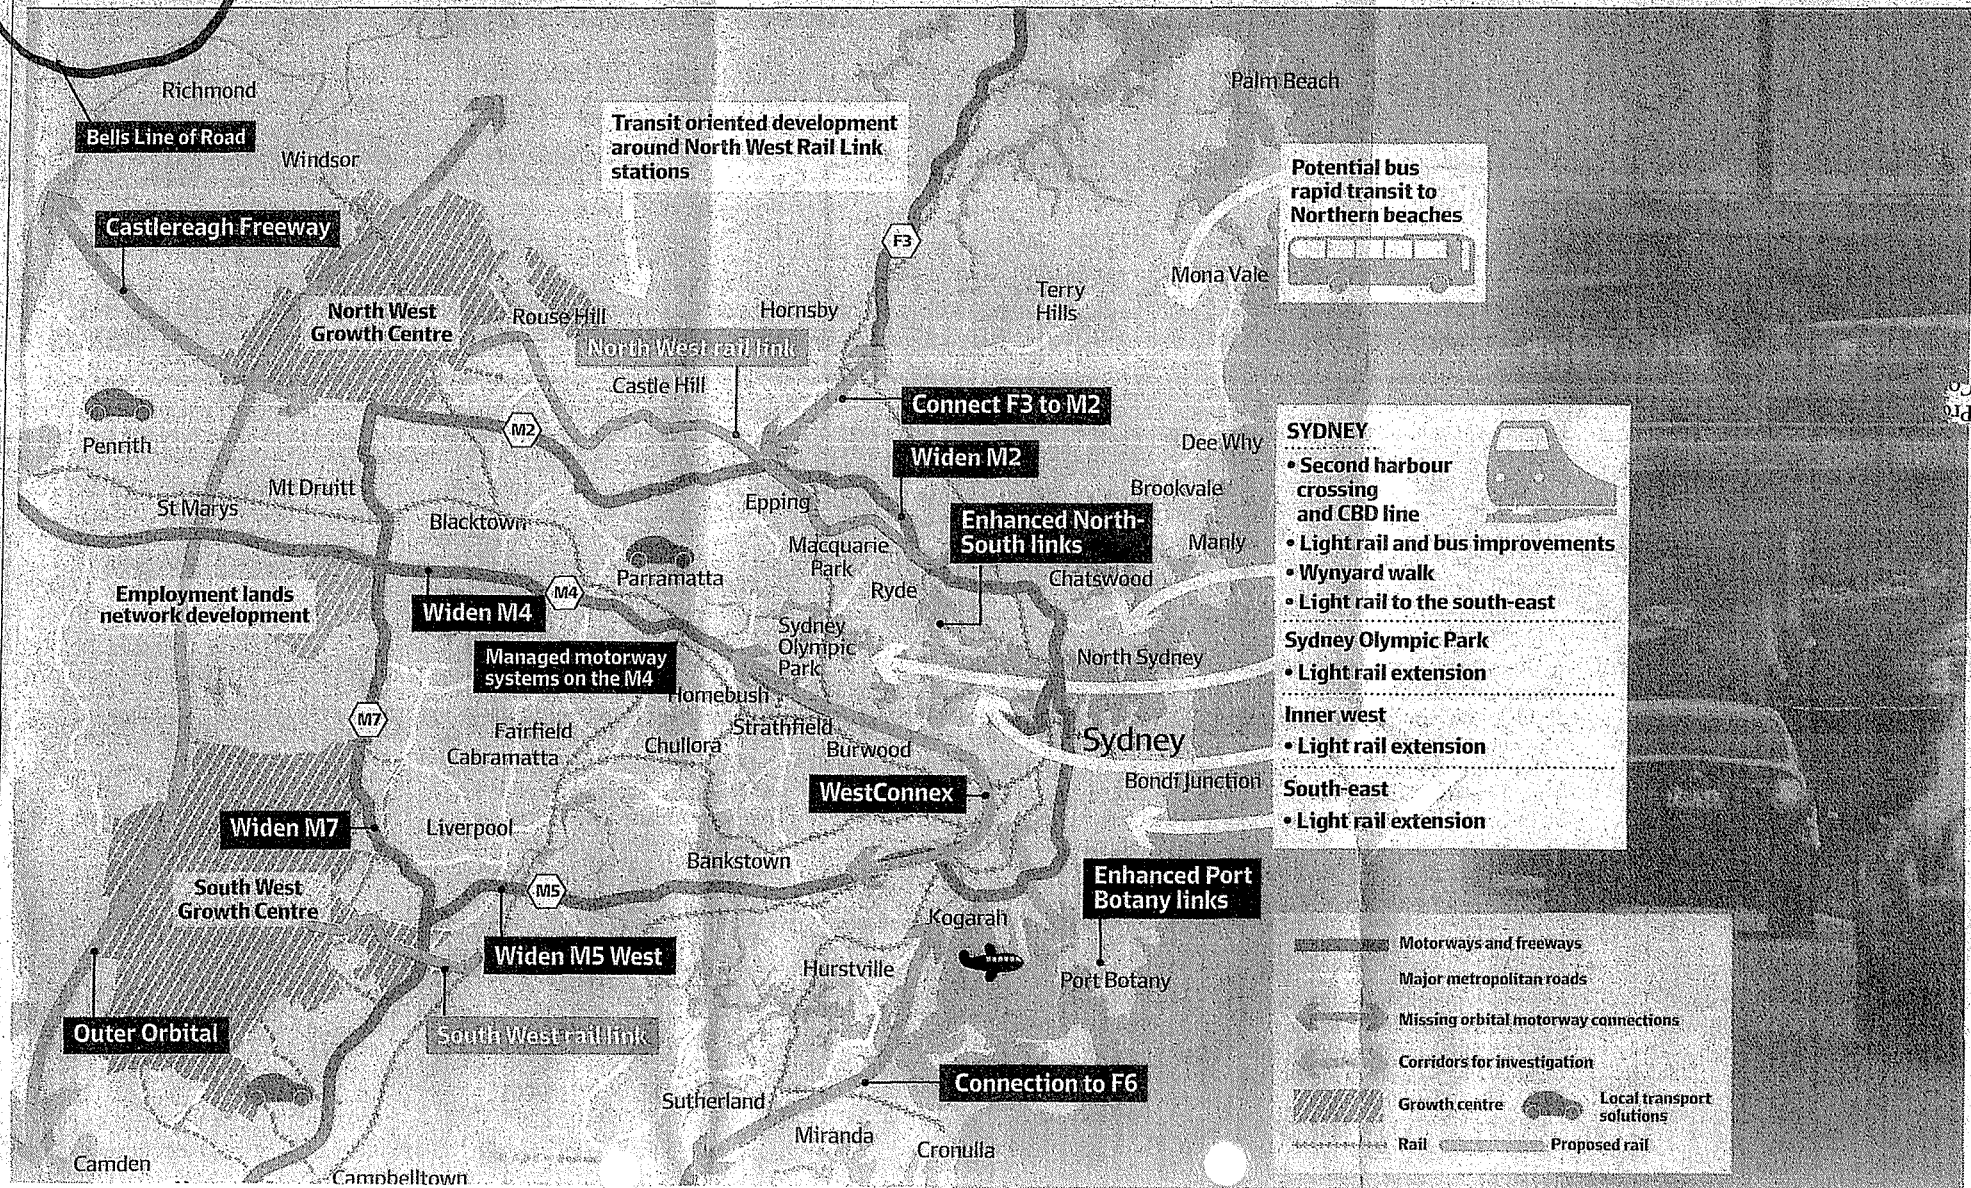 Richmond
Palm Beach
Bells Line of Road
Windsor
Transit oriented development
around North West Rail Link
stations
Potential bus
rapid transit to
Northern beaches
Castlereagh Freeway
F3
Mona Vale
North West
Growth Centre
Rouse Hill
Hornsby
Terry
Hills
North West rail link
Castle Hill
Connect F3 to M2
Penrith
M2
Widen M2
Dee Why
Mt Druitt
St Marys
Blacktown
Epping
Brookvale
Enhanced North-
South links
Macquarie
Park
Manly
Parramatta
Ryde
Chatswood
Employment lands
network development
M4
Widen M4
Sydney
Olympic
Park
Managed motorway
systems on the M4
North Sydney
Homebush
M7
Fairfield
Strathfield
Cabramatta
Chullora
Burwood
Sydney
WestConnex
Bondi Junction
Widen M7
Liverpool
Bankstown
South West
Growth Centre
M5
Enhanced Port
Botany links
Kogarah
Widen M5 West
Hurstville
Port Botany
Outer Orbital
South West rail link
Connection to F6
Sutherland
Miranda
Cronulla
Camden
Campbelltown
SYDNEY
• Second harbour
crossing
and CBD line
• Light rail and bus improvements
• Wynyard walk
• Light rail to the south-east
Sydney Olympic Park
• Light rail extension
Inner west
• Light rail extension
South-east
• Light rail extension
Motorways and freeways
Major metropolitan roads
Missing orbital motorway connections
Corridors for investigation
Growth centre
Local transport
solutions
Rail
Proposed rail